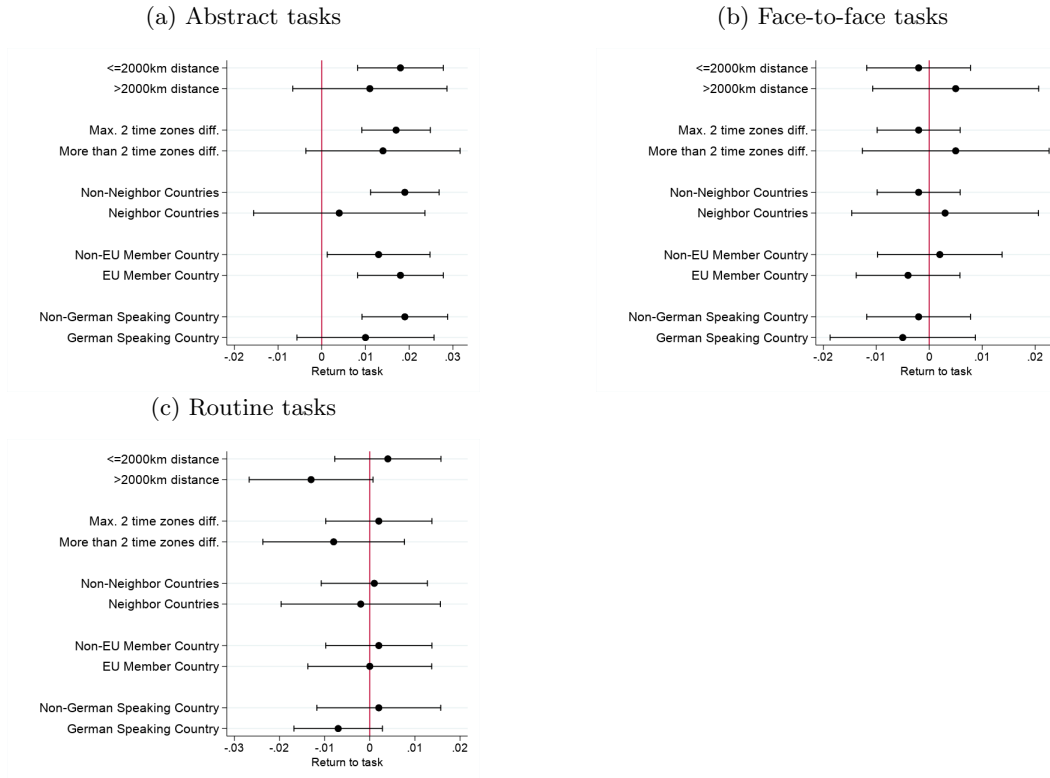 (a) Abstract tasks
<=2000km distance
>2000km distance
Max. 2 time zones diff.
More than 2 time zones diff.
Non-Neighbor Countries
Neighbor Countries
Non-EU Member Country
EU Member Country
Non-German Speaking Country
German Speaking Country
-.02 -.01 0 .01 .02 .03
Return to task
(b) Face-to-face tasks
<=2000km distance
>2000km distance
Max. 2 time zones diff.
More than 2 time zones diff.
Non-Neighbor Countries
Neighbor Countries
Non-EU Member Country
EU Member Country
Non-German Speaking Country
German Speaking Country
-.02 -.01 0 .01 .02
Return to task
(c) Routine tasks
<=2000km distance
>2000km distance
Max. 2 time zones diff.
More than 2 time zones diff.
Non-Neighbor Countries
Neighbor Countries
Non-EU Member Country
EU Member Country
Non-German Speaking Country
German Speaking Country
-.03 -.02 -.01 0 .01 .02
Return to task